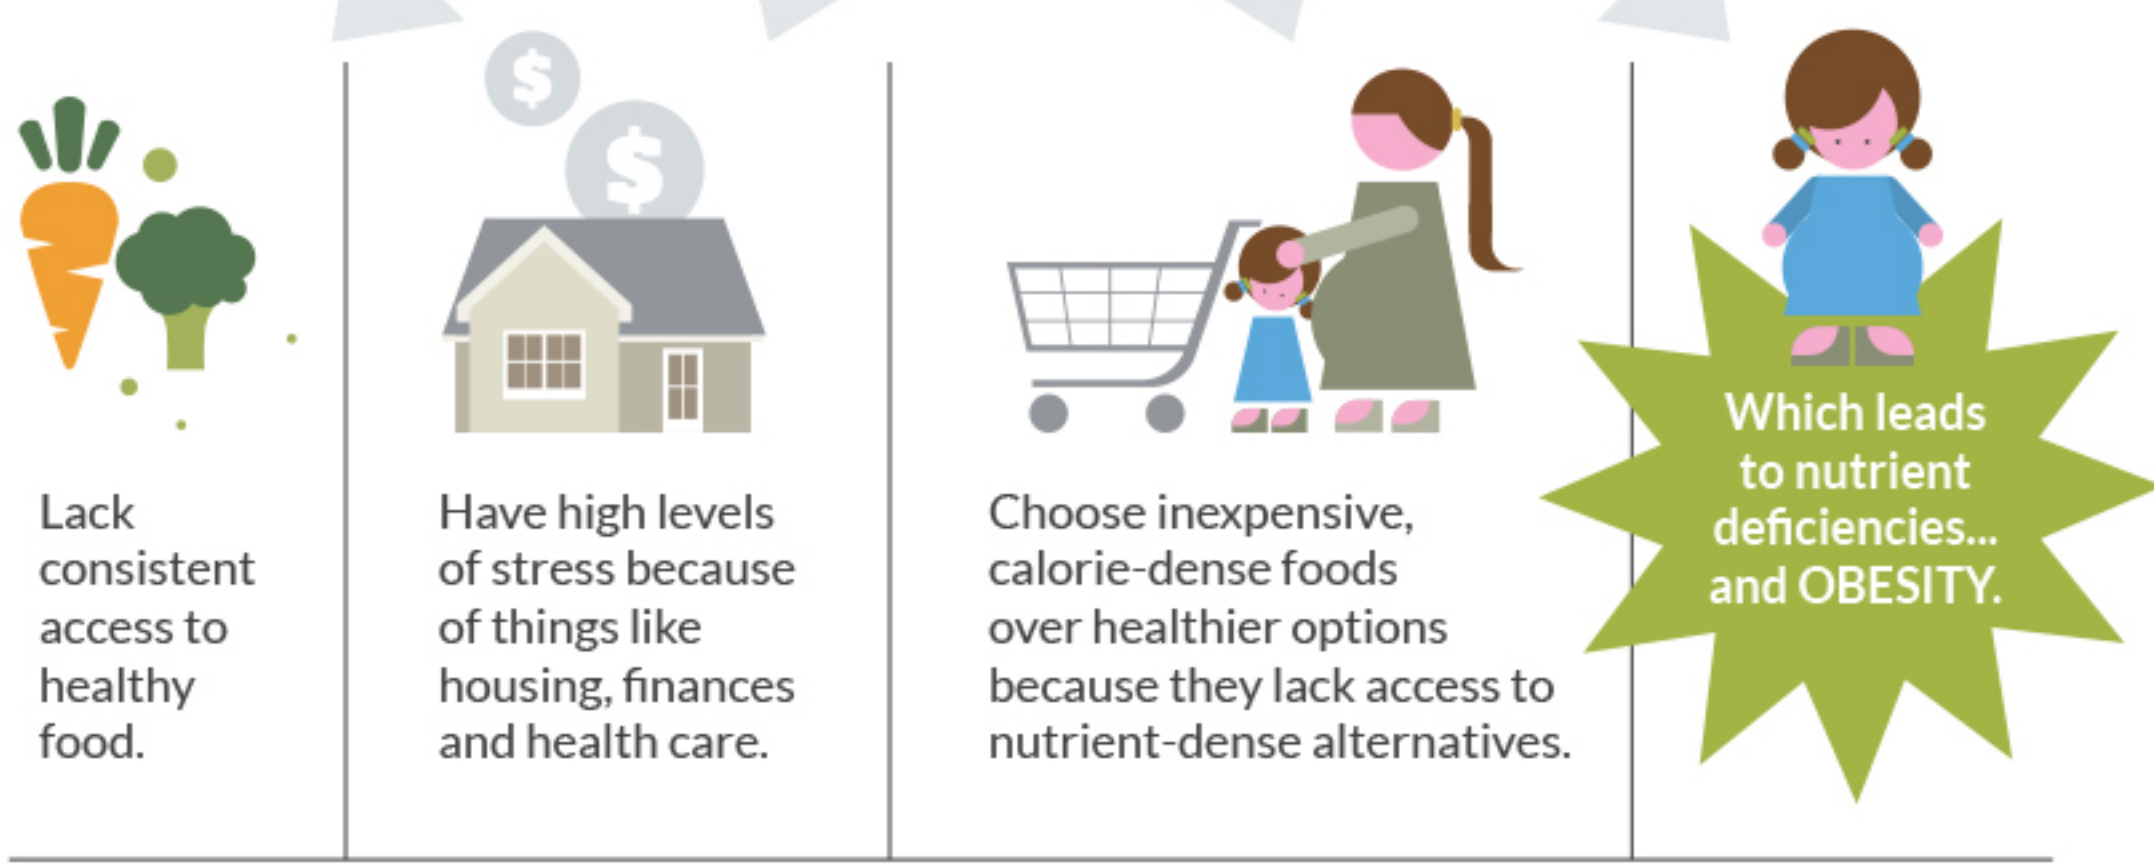 Lack
consistent
access to
healthy
food.
$
$
Have high levels
of stress because
of things like
housing, finances
and health care.
Choose inexpensive,
calorie-dense foods
over healthier options
because they lack access to
nutrient-dense alternatives.
Which leads
to nutrient
deficiencies...
and OBESITY.